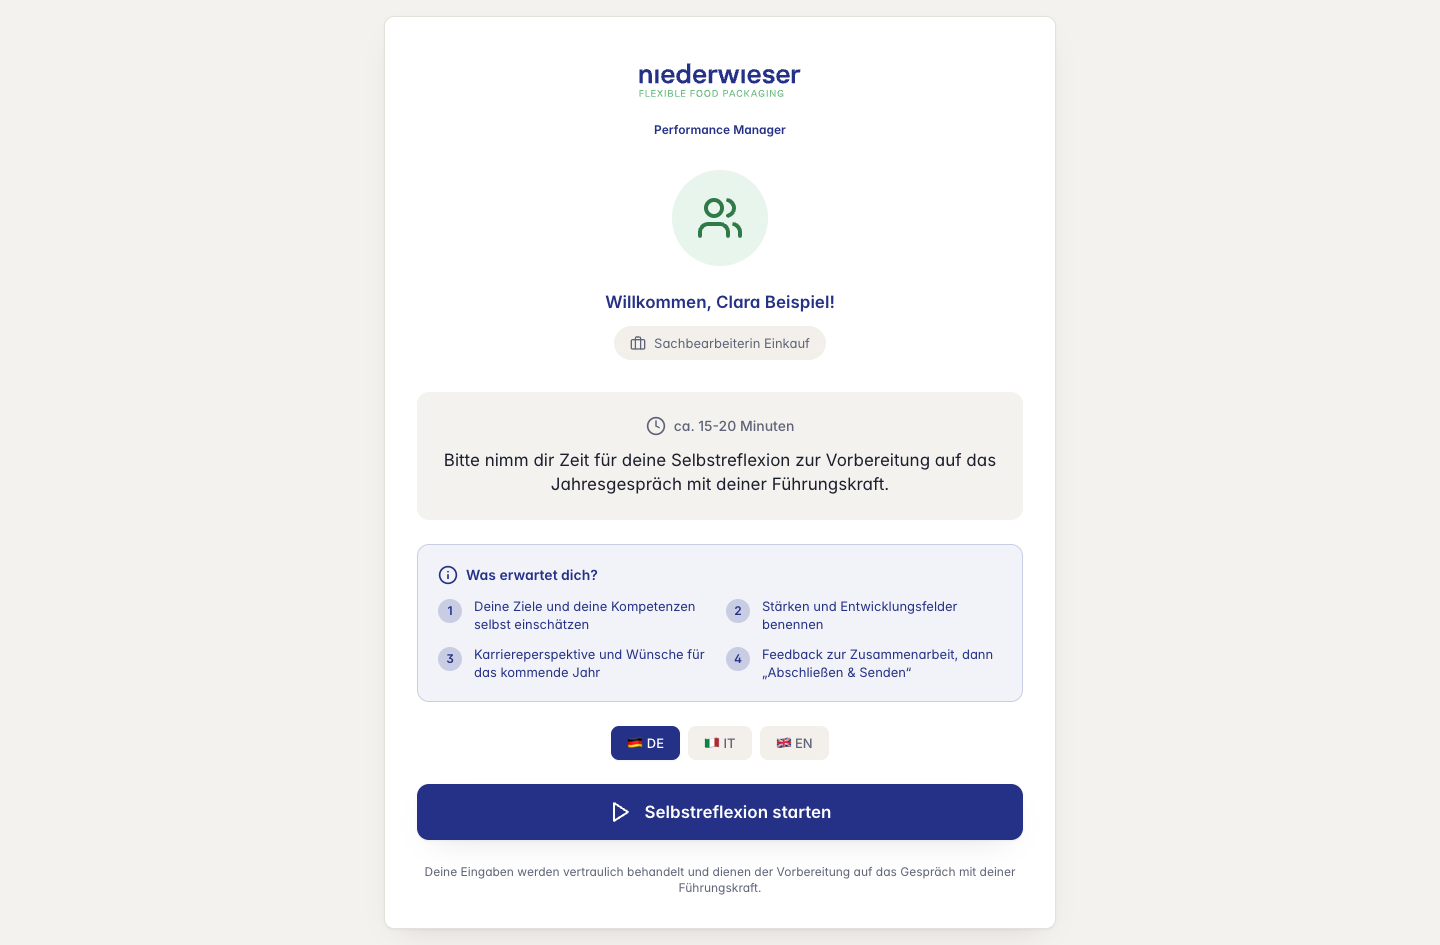 niederwieser
FLEXIBLE FOOD PACKAGING
Performance Manager
Willkommen, Clara Beispiel!
Sachbearbeiterin Einkauf
ca. 15-20 Minuten
Bitte nimm dir Zeit für deine Selbstreflexion zur Vorbereitung auf das
Jahresgespräch mit deiner Führungskraft.
Was erwartet dich?
1 Deine Ziele und deine Kompetenzen
selbst einschätzen
2 Stärken und Entwicklungsfelder
benennen
3 Karriereperspektive und Wünsche für
das kommende Jahr
4 Feedback zur Zusammenarbeit, dann
„Abschließen & Senden“
DE IT EN
Selbstreflexion starten
Deine Eingaben werden vertraulich behandelt und dienen der Vorbereitung auf das Gespräch mit deiner
Führungskraft.